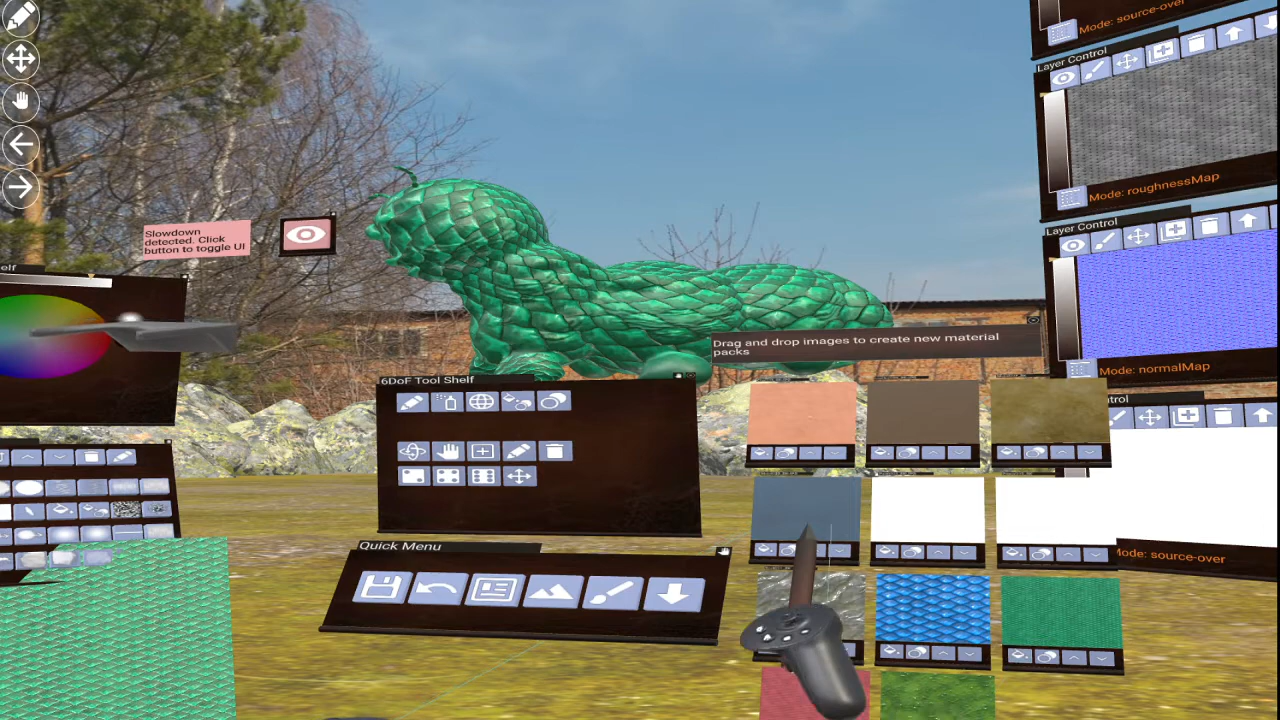 Mode: source-over
Layer Control
Mode: roughnessMap
Layer Control
Mode: normalMap
Slowdown
detected. Click
button to toggle UI
Drag and drop images to create new material
packs
6DoF Tool Shelf
Quick Menu
Mode: source-over